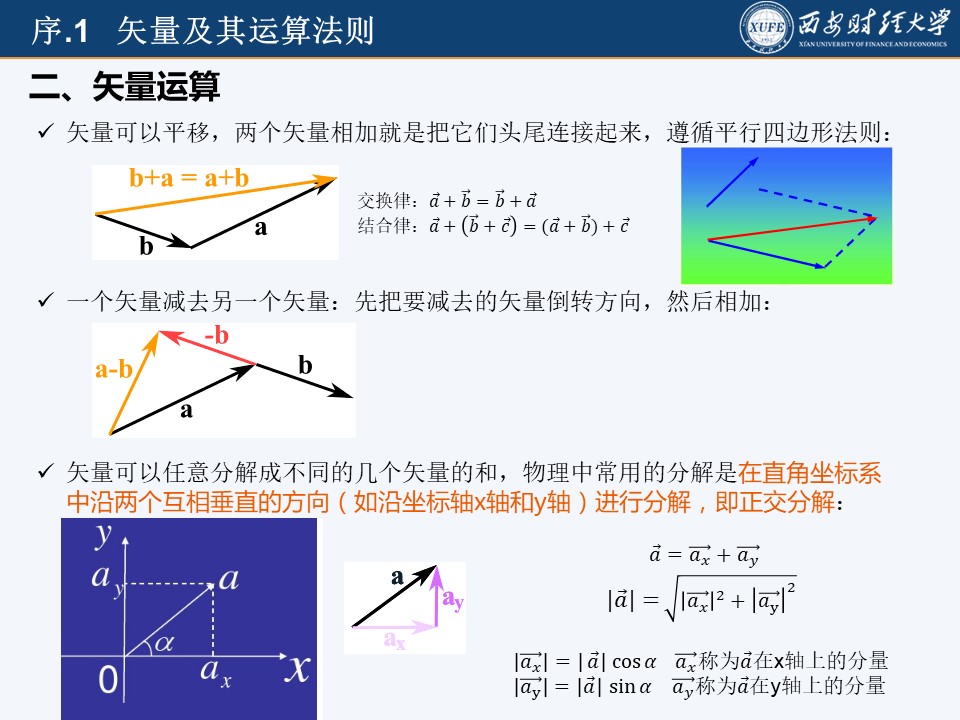 序.1 矢量及其运算法则
XUFE
西安财经大学
XI'AN UNIVERSITY OF FINANCE AND ECONOMICS
二、矢量运算
✓ 矢量可以平移，两个矢量相加就是把它们头尾连接起来，遵循平行四边形法则：
b+a = a+b
b
a
交换律：$\vec{a}+\vec{b}=\vec{b}+\vec{a}$
结合律：$\vec{a}+(\vec{b}+\vec{c})=(\vec{a}+\vec{b})+\vec{c}$
✓ 一个矢量减去另一个矢量：先把要减去的矢量倒转方向，然后相加：
-b
a-b
b
a
✓ 矢量可以任意分解成不同的几个矢量的和，物理中常用的分解是在直角坐标系
中沿两个互相垂直的方向（如沿坐标轴x轴和y轴）进行分解，即正交分解：
y
$a_y$
a
α
0
$a_x$
x
a
$a_y$
$a_x$
$\vec{a}=\overrightarrow{a_x}+\overrightarrow{a_y}$
$|\vec{a}|=\sqrt{|\overrightarrow{a_x}|^2+|\overrightarrow{a_y}|^2}$
$|\overrightarrow{a_x}|=|\vec{a}|\cos\alpha$ $\overrightarrow{a_x}$称为$\vec{a}$在x轴上的分量
$|\overrightarrow{a_y}|=|\vec{a}|\sin\alpha$ $\overrightarrow{a_y}$称为$\vec{a}$在y轴上的分量